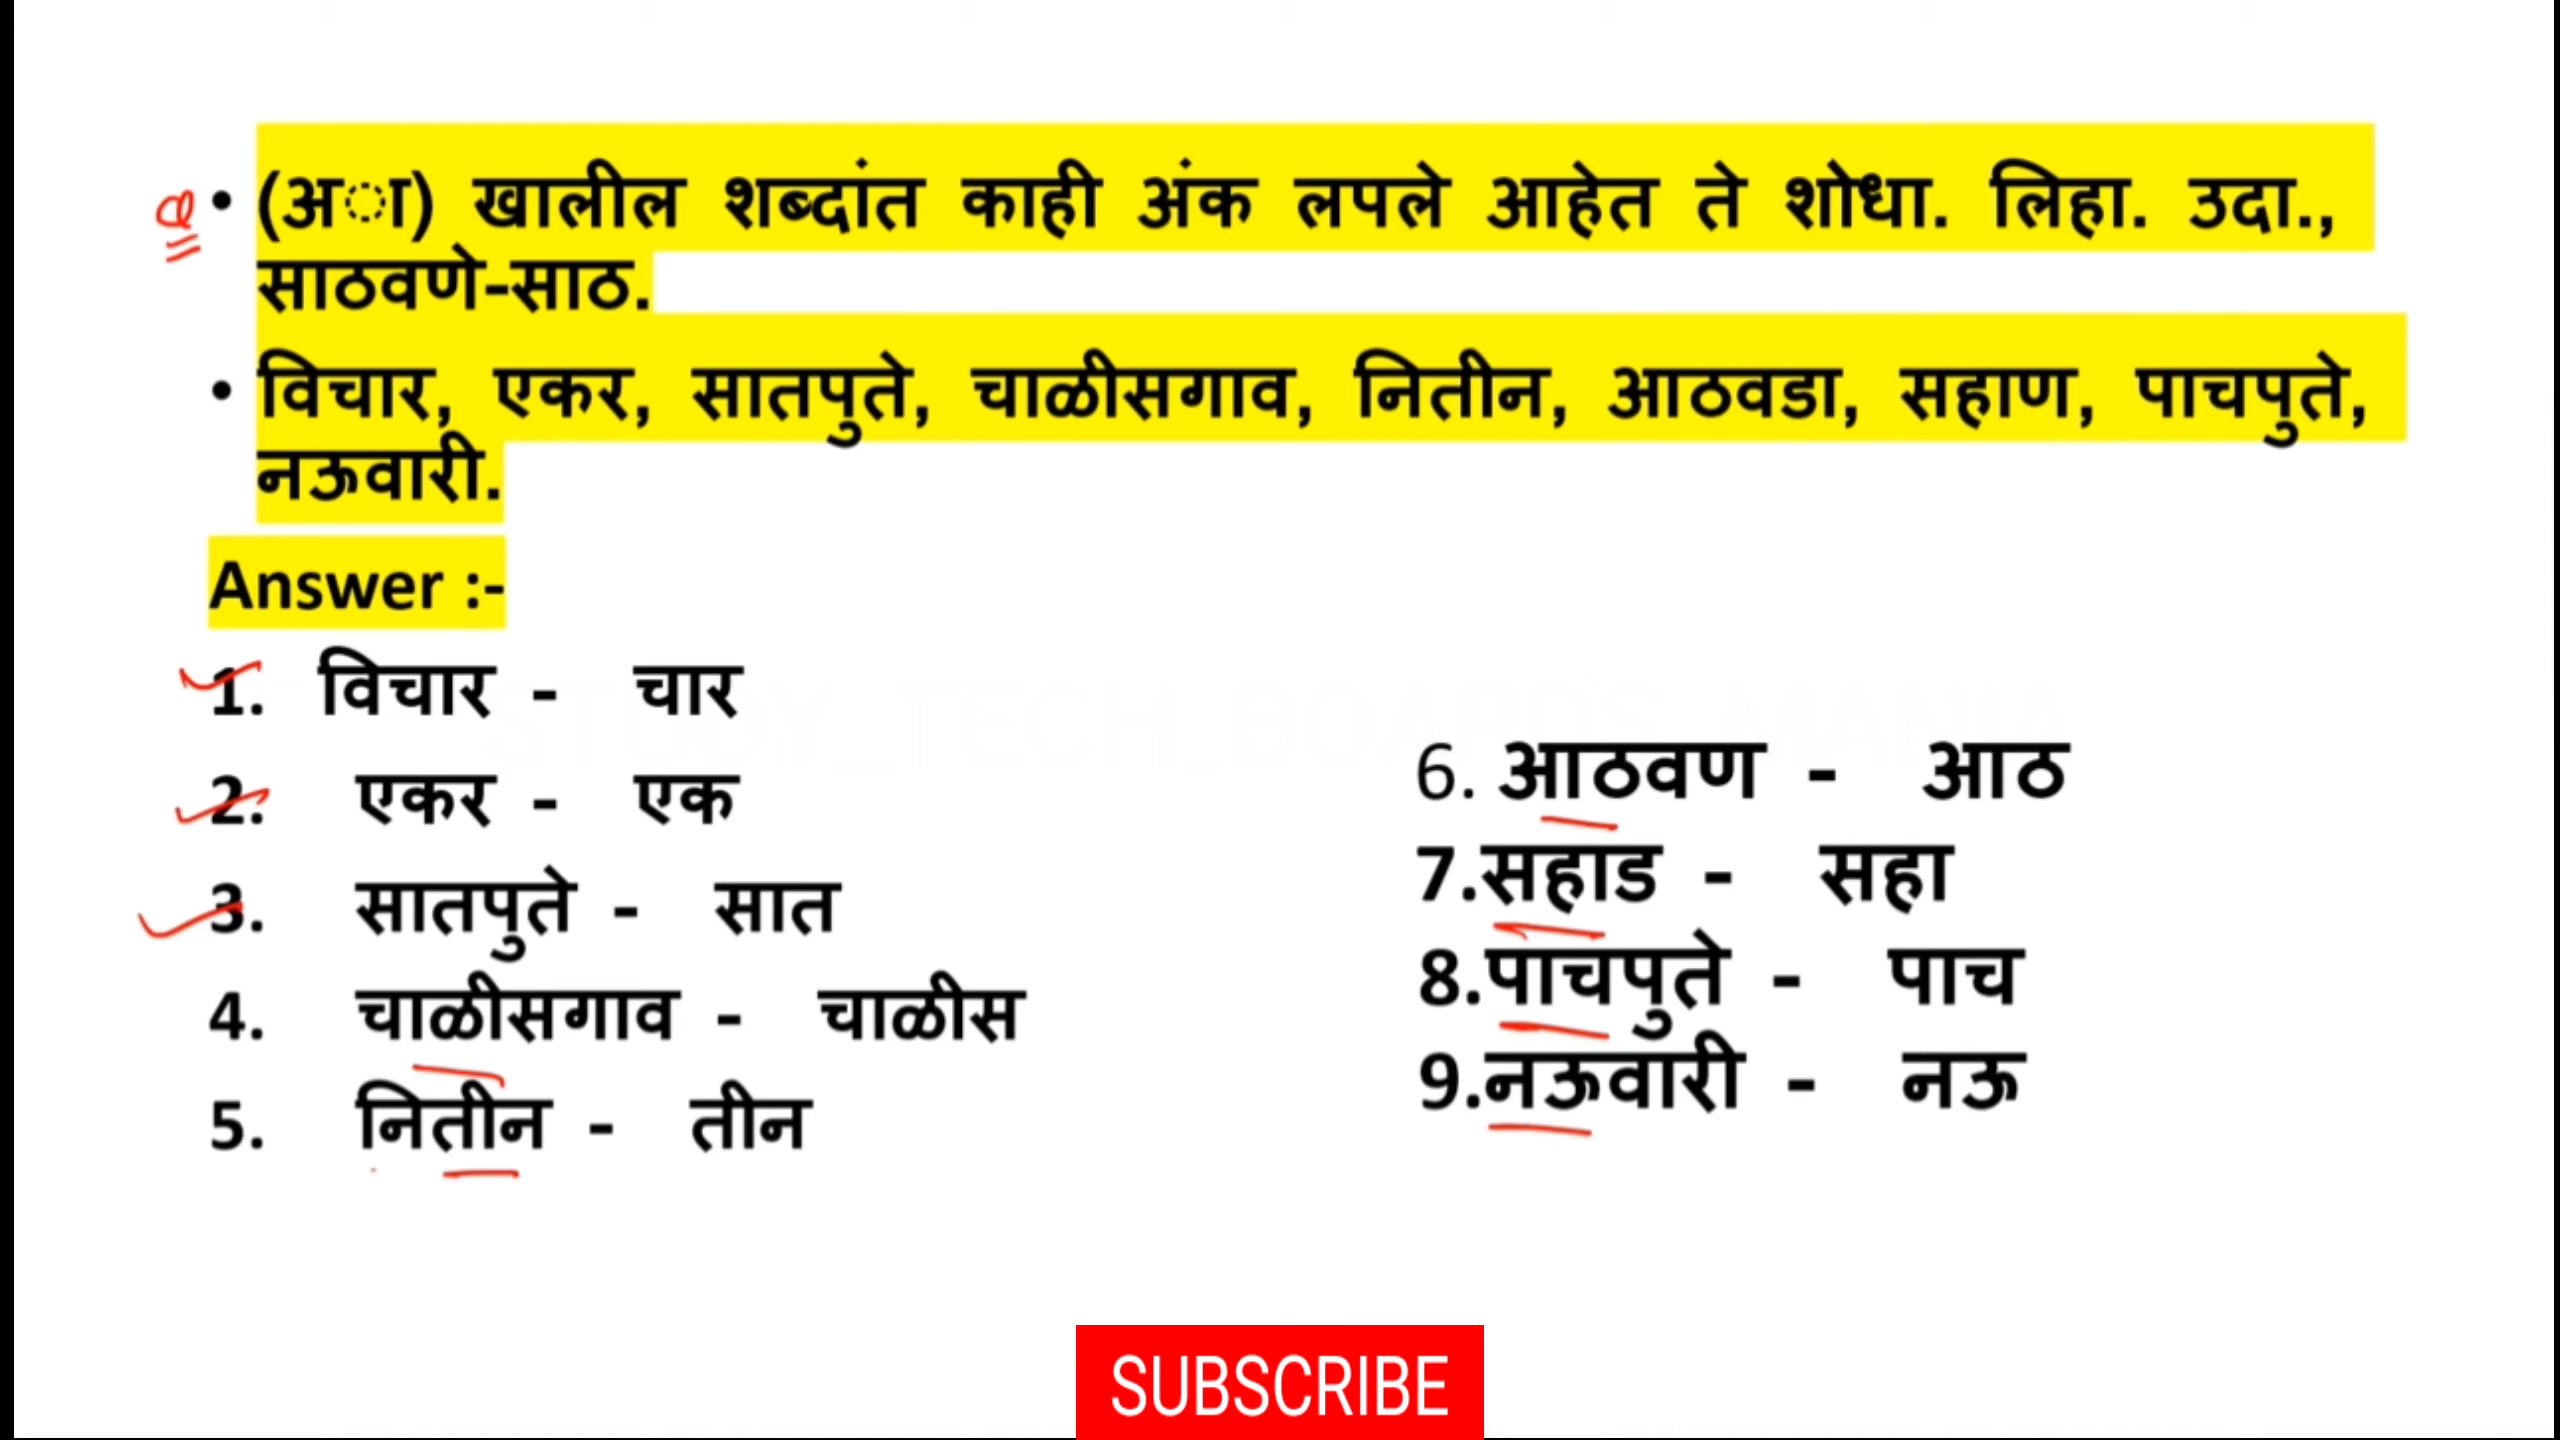 • (अा) खालील शब्दांत काही अंक लपले आहेत ते शोधा. लिहा. उदा.,
साठवणे-साठ.
• विचार, एकर, सातपुते, चाळीसगाव, नितीन, आठवडा, सहाण, पाचपुते,
नऊवारी.
Answer :-
1. विचार - चार
2. एकर - एक
3. सातपुते - सात
4. चाळीसगाव - चाळीस
5. नितीन - तीन
6. आठवण - आठ
7.सहाड - सहा
8.पाचपुते - पाच
9.नऊवारी - नऊ
STUDY_TECH_BOARDS_MANIA
SUBSCRIBE